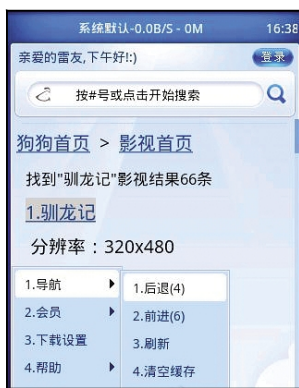 系统默认-0.0B/S - 0M 16:38
亲爱的雷友,下午好!:) 登录
按#号或点击开始搜索
狗狗首页 > 影视首页
找到"驯龙记"影视结果66条
1.驯龙记
分辨率：320x480
1.导航
2.会员
3.下载设置
4.帮助
1.后退(4)
2.前进(6)
3.刷新
4.清空缓存